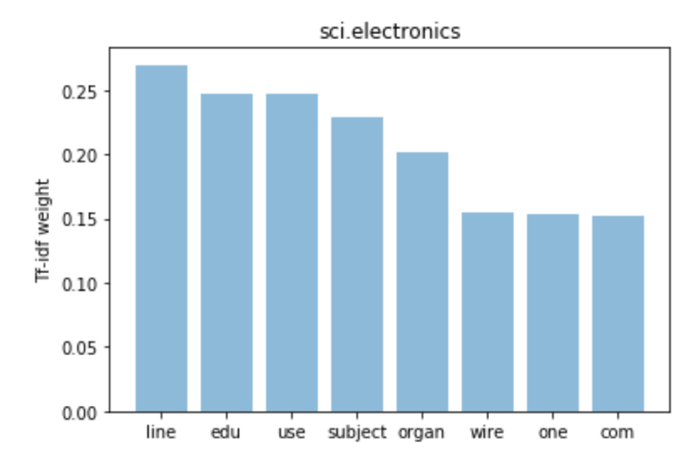 sci.electronics
Tf-idf weight
0.25
0.20
0.15
0.10
0.05
0.00
line edu use subject organ wire one com